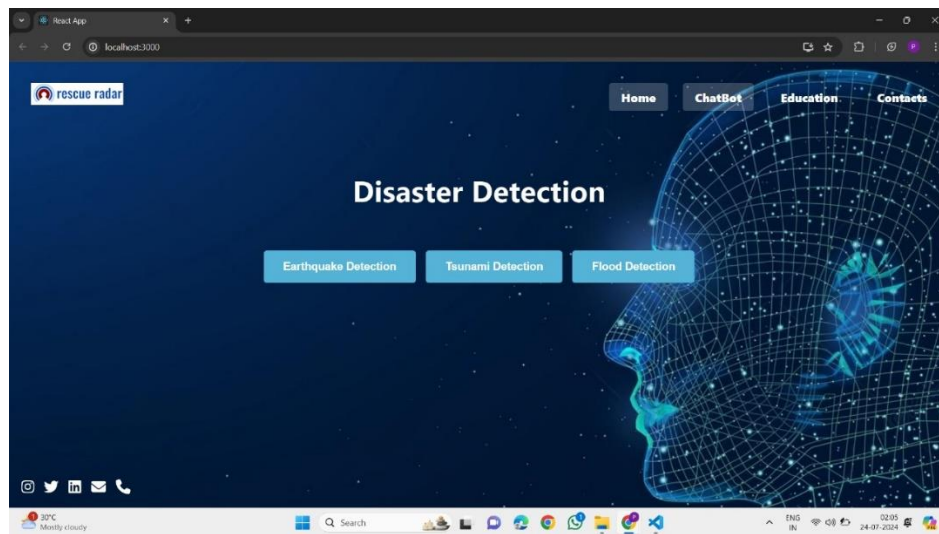 React App
localhost:3000
rescue radar
Home ChatBot Education Contacts
Disaster Detection
Earthquake Detection Tsunami Detection Flood Detection
30°C
Mostly cloudy
Search
ENG
IN
02:05
24-07-2024